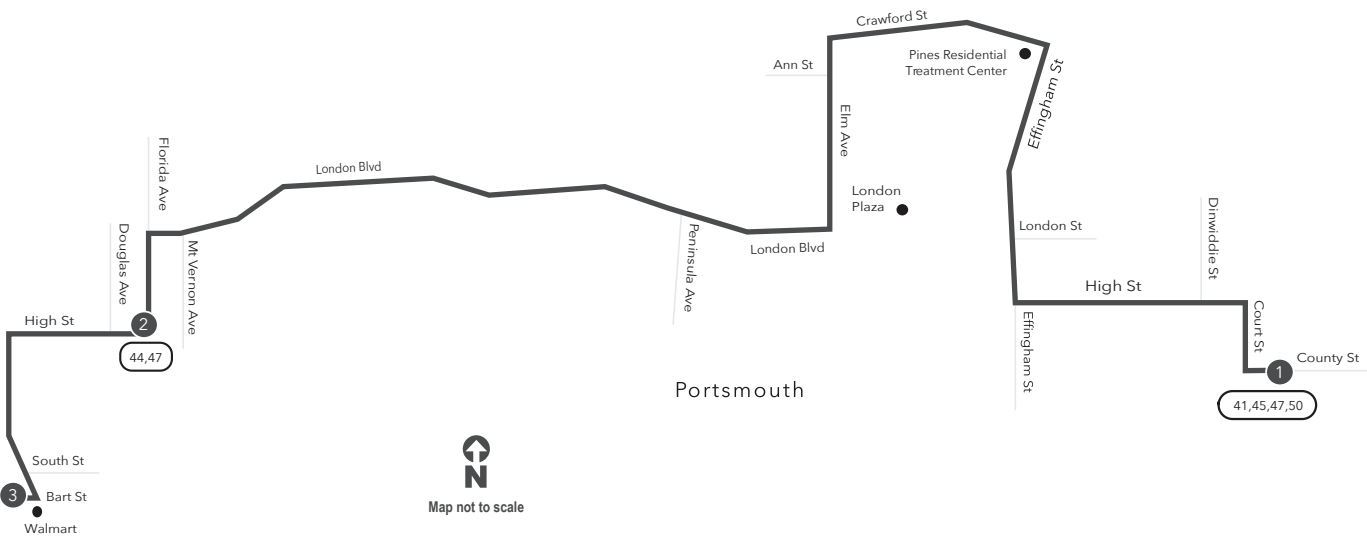 Crawford St
Pines Residential
Treatment Center
Ann St
Effingham St
Elm Ave
London Blvd
Florida Ave
London
Plaza
Dinwiddie St
London St
Douglas Ave
Mt Vernon Ave
Peninsula Ave
London Blvd
High St
High St
2
44,47
Court St
Effingham St
County St
1
41,45,47,50
Portsmouth
South St
3
Bart St
Walmart
N
Map not to scale